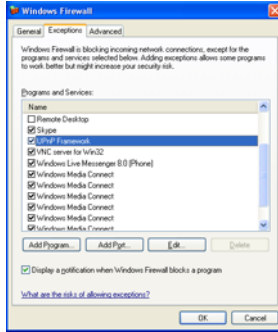 Windows Firewall
General
Exceptions
Advanced
Windows Firewall is blocking incoming network connections, except for the
programs and services selected below. Adding exceptions allows some programs
to work better but might increase your security risk.
Programs and Services:
Name
Remote Desktop
Skype
UPnP Framework
VNC server for Win32
Windows Live Messenger 8.0 (Phone)
Windows Media Connect
Windows Media Connect
Windows Media Connect
Windows Media Connect
Windows Media Connect
Windows Media Connect
Add Program...
Add Port...
Edit...
Delete
Display a notification when Windows Firewall blocks a program
What are the risks of allowing exceptions?
OK
Cancel